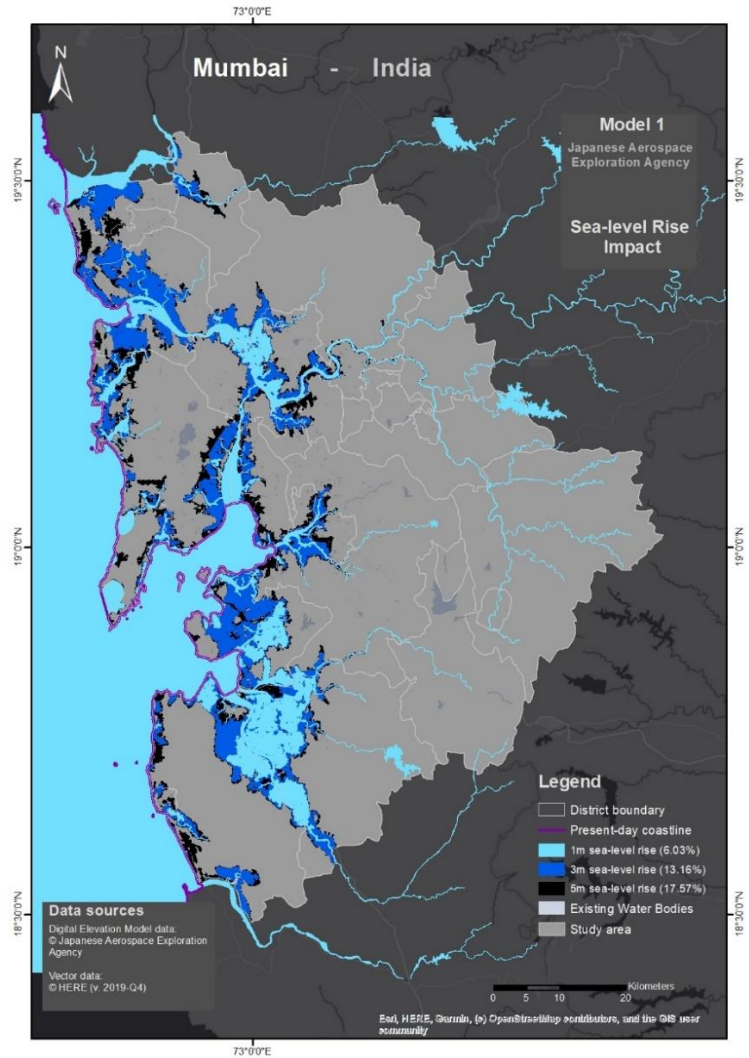 73°0'0"E
N
Mumbai - India
Model 1
Japanese Aerospace
Exploration Agency
Sea-level Rise
Impact
19°30'0"N
19°30'0"N
19°0'0"N
19°0'0"N
18°30'0"N
18°30'0"N
Legend
District boundary
Present-day coastline
1m sea-level rise (6.03%)
3m sea-level rise (13.16%)
5m sea-level rise (17.57%)
Existing Water Bodies
Study area
Data sources
Digital Elevation Model data:
© Japanese Aerospace Exploration
Agency
Vector data:
© HERE (v. 2019-Q4)
Kilometers
0 5 10 20
Esri, HERE, Garmin, (c) OpenStreetMap contributors, and the GIS user
community
73°0'0"E